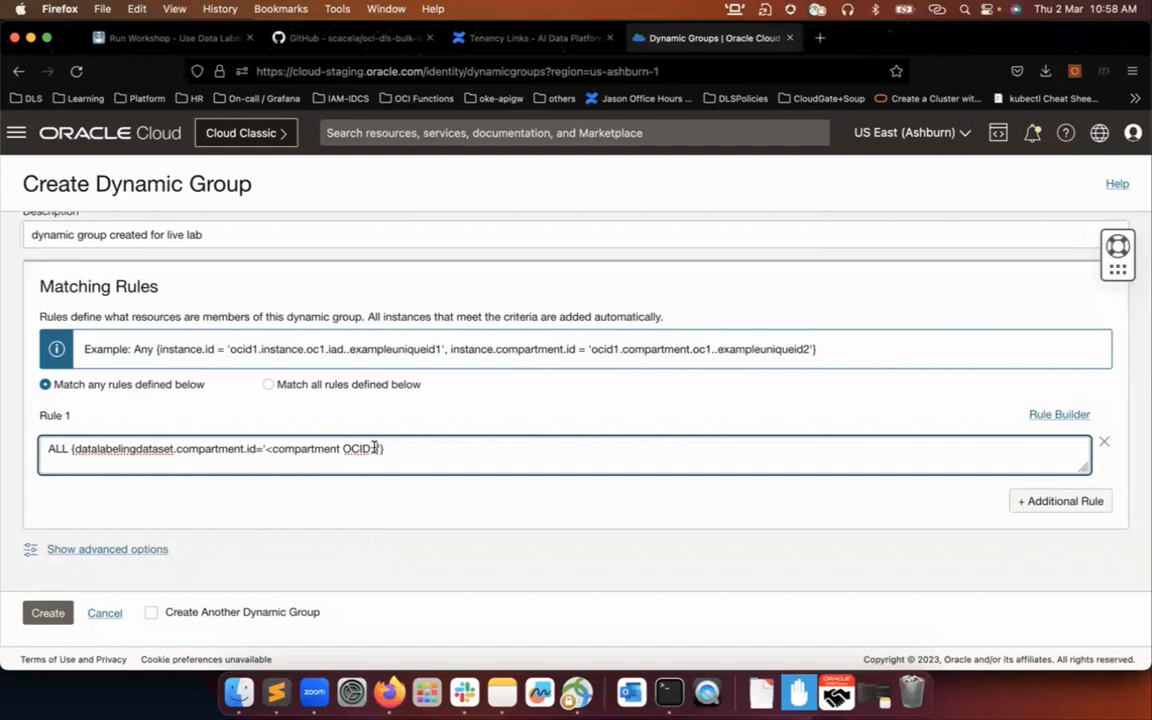 Firefox File Edit View History Bookmarks Tools Window Help Thu 2 Mar 10:58 AM
Run Workshop - Use Data Label
GitHub - scacela/oci-dls-bulk-l
Tenancy Links - AI Data Platform
Dynamic Groups | Oracle Cloud
https://cloud-staging.oracle.com/identity/dynamicgroups?region=us-ashburn-1
DLS Learning Platform HR On-call / Grafana IAM-IDCS OCI Functions oke-apigw others Jason Office Hours ... DLSPolicies CloudGate+Soup Create a Cluster wit... kubectl Cheat Shee...
ORACLE Cloud Cloud Classic Search resources, services, documentation, and Marketplace US East (Ashburn)
Create Dynamic Group
Help
Description
dynamic group created for live lab
Matching Rules
Rules define what resources are members of this dynamic group. All instances that meet the criteria are added automatically.
Example: Any {instance.id = 'ocid1.instance.oc1.iad..exampleuniqueid1', instance.compartment.id = 'ocid1.compartment.oc1..exampleuniqueid2'}
Match any rules defined below Match all rules defined below
Rule 1 Rule Builder
ALL {datalabelingdataset.compartment.id='<compartment OCID
+ Additional Rule
Show advanced options
Create Cancel Create Another Dynamic Group
Terms of Use and Privacy Cookie preferences unavailable Copyright © 2023, Oracle and/or its affiliates. All rights reserved.
zoom